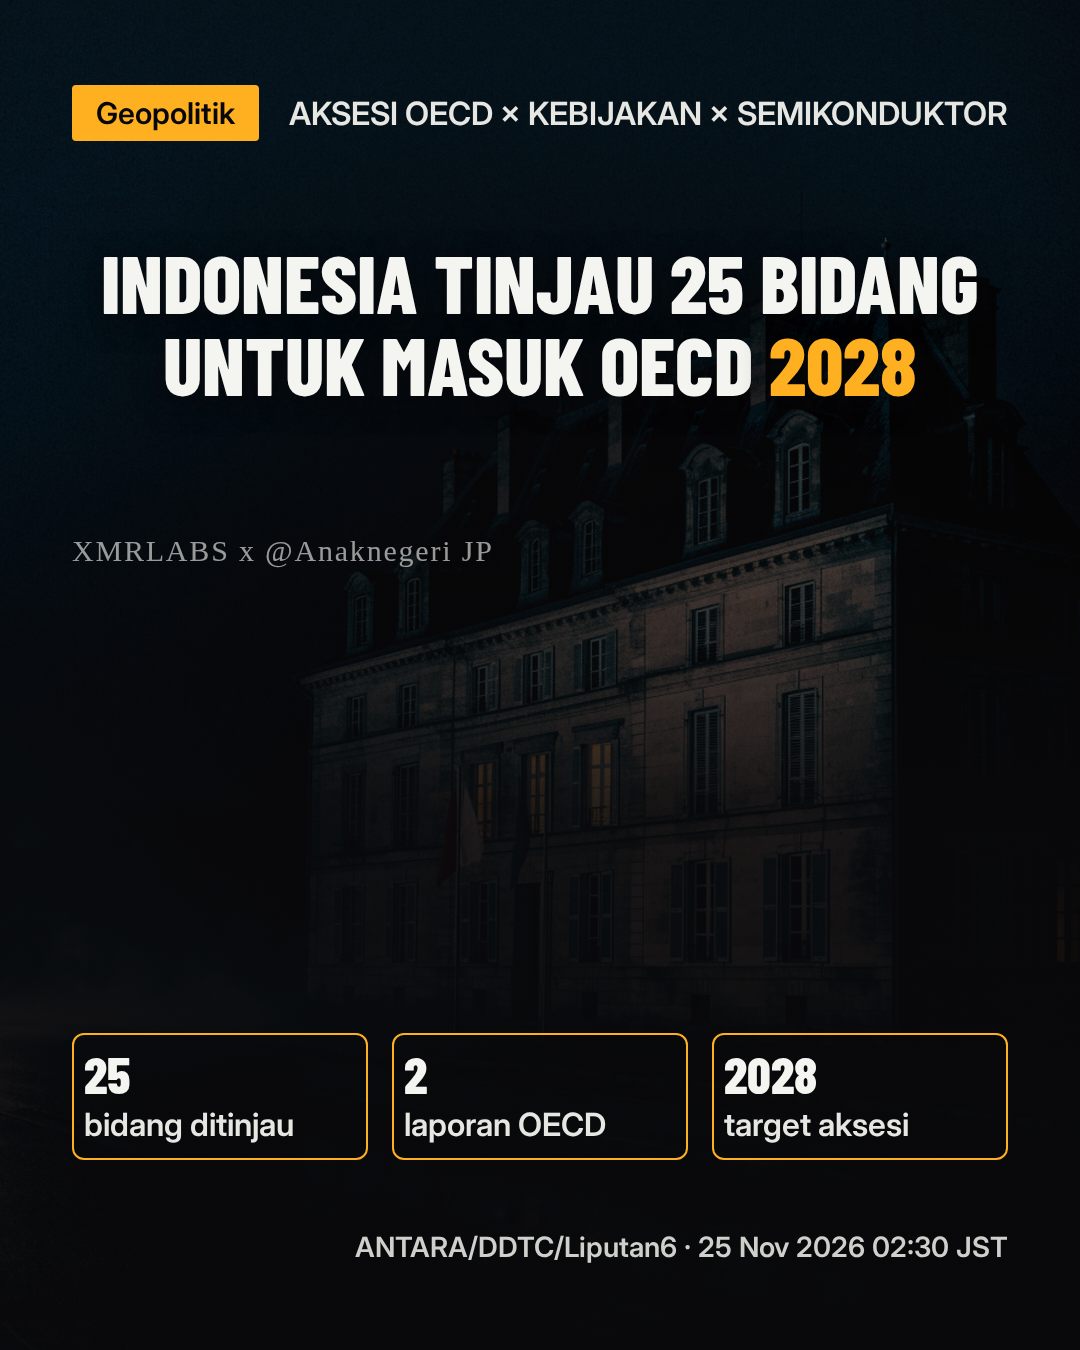 Geopolitik
AKSESI OECD × KEBIJAKAN × SEMIKONDUKTOR
INDONESIA TINJAU 25 BIDANG
UNTUK MASUK OECD 2028
XMRLABS x @Anaknegeri JP
25
bidang ditinjau
2
laporan OECD
2028
target aksesi
ANTARA/DDTC/Liputan6 · 25 Nov 2026 02:30 JST